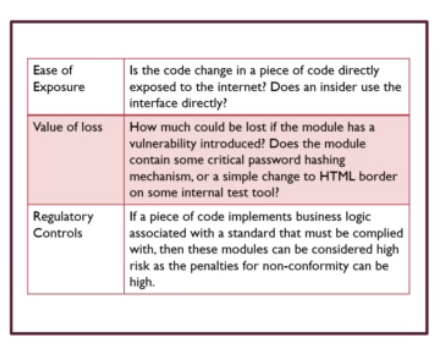 Ease of Exposure
Is the code change in a piece of code directly
exposed to the internet? Does an insider use the
interface directly?
Value of loss
How much could be lost if the module has a
vulnerability introduced? Does the module
contain some critical password hashing
mechanism, or a simple change to HTML border
on some internal test tool?
Regulatory Controls
If a piece of code implements business logic
associated with a standard that must be complied
with, then these modules can be considered high
risk as the penalties for non-conformity can be
high.